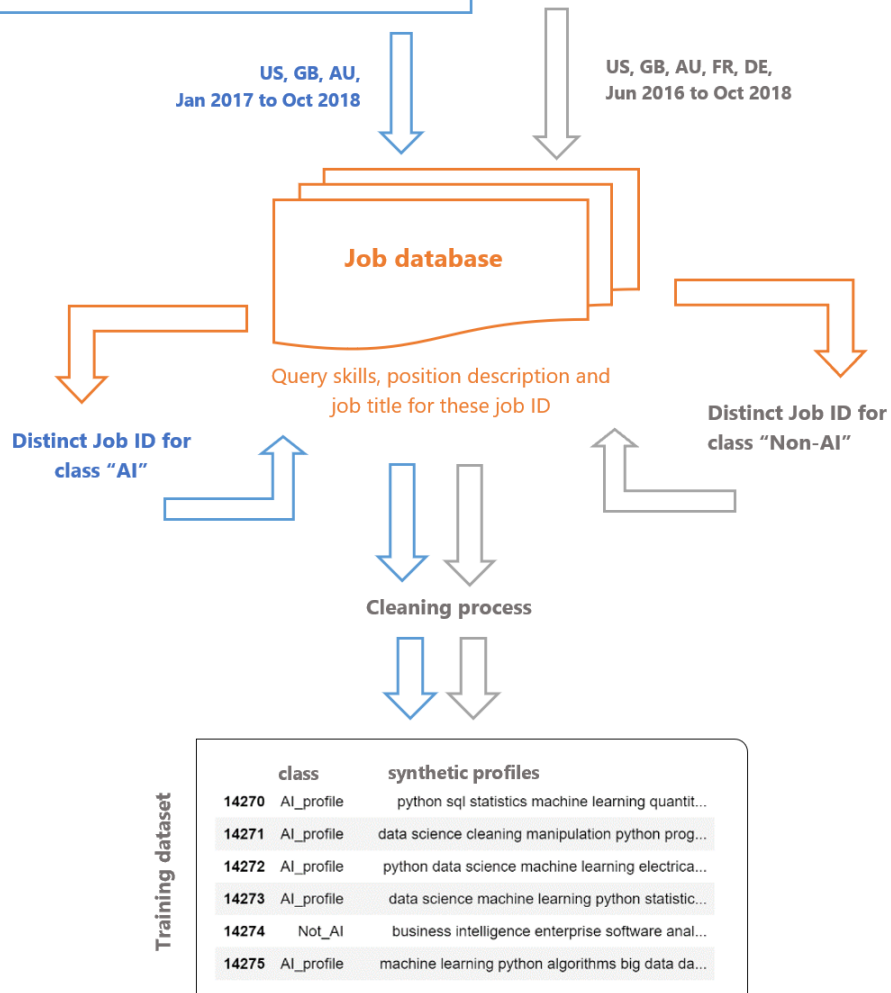 US, GB, AU,
Jan 2017 to Oct 2018
US, GB, AU, FR, DE,
Jun 2016 to Oct 2018
Job database
Query skills, position description and
job title for these job ID
Distinct Job ID for
class “AI”
Distinct Job ID for
class “Non-AI”
Cleaning process
Training dataset
class synthetic profiles
14270 AI_profile python sql statistics machine learning quantit...
14271 AI_profile data science cleaning manipulation python prog...
14272 AI_profile python data science machine learning electrica...
14273 AI_profile data science machine learning python statistic...
14274 Not_AI business intelligence enterprise software anal...
14275 AI_profile machine learning python algorithms big data da...